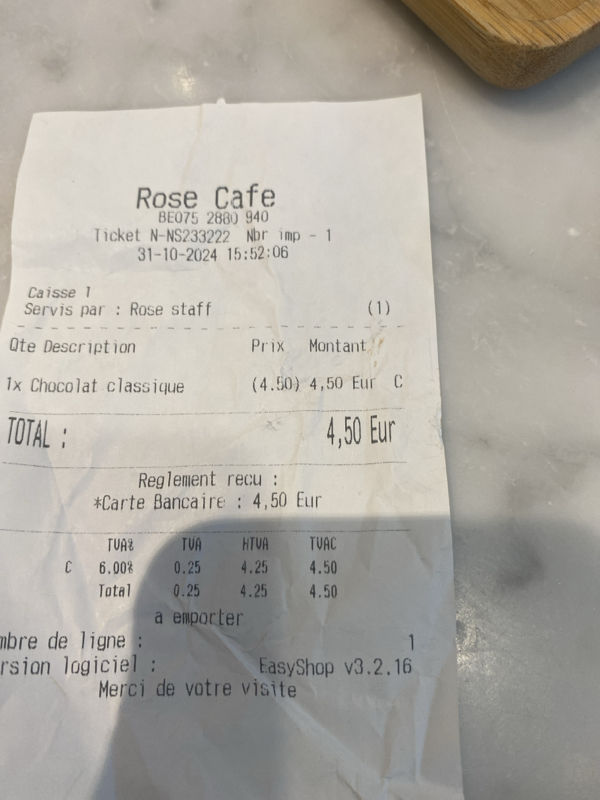 Rose Cafe
BE075 2880 940
Ticket N-NS233222 Nbr imp - 1
31-10-2024 15:52:06
Caisse 1
Servis par : Rose staff (1)
Qte Description Prix Montant
1x Chocolat classique (4.50) 4,50 Eur C
TOTAL : 4,50 Eur
Reglement recu :
*Carte Bancaire : 4,50 Eur
TVA% TVA HTVA TVAC
C 6.00% 0.25 4.25 4.50
Total 0.25 4.25 4.50
a emporter
mbre de ligne : 1
rsion logiciel : EasyShop v3.2.16
Merci de votre visite